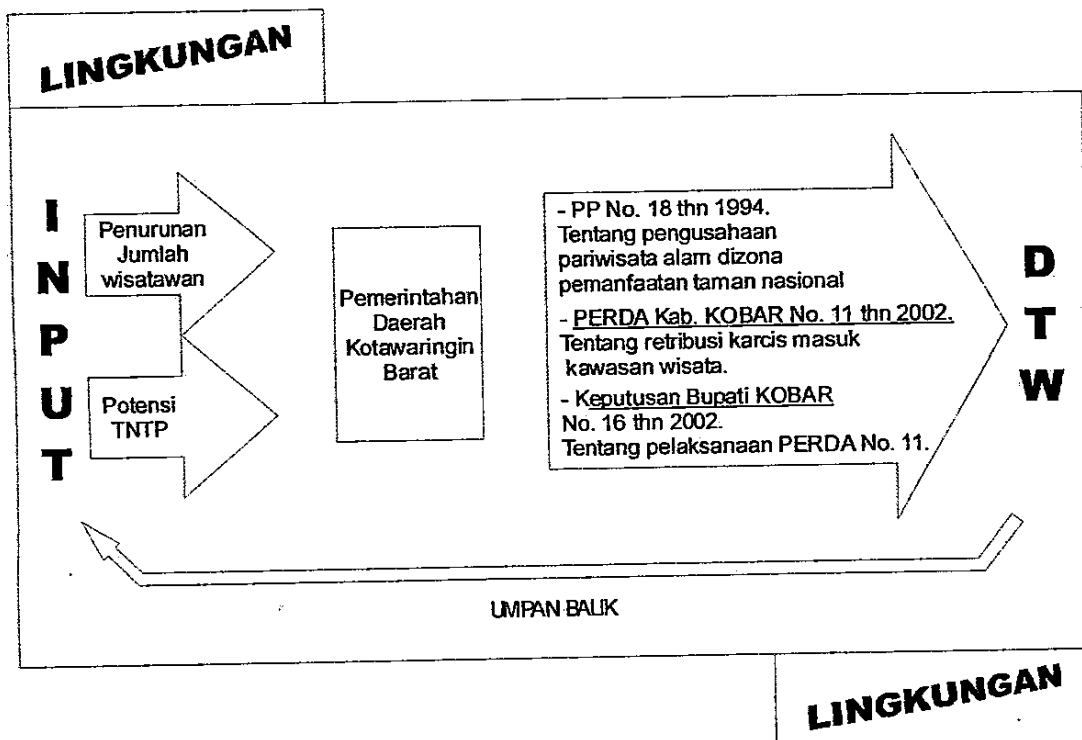 LINGKUNGAN
INPUT
Penurunan
Jumlah
wisatawan
Potensi
TNTP
Pemerintahan
Daerah
Kotawaringin
Barat
- PP No. 18 thn 1994.
Tentang pengusahaan
pariwisata alam dizona
pemanfaatan taman nasional
- PERDA Kab. KOBAR No. 11 thn 2002.
Tentang retribusi karcis masuk
kawasan wisata.
- Keputusan Bupati KOBAR
No. 16 thn 2002.
Tentang pelaksanaan PERDA No. 11.
DTW
UMPAN BALIK
LINGKUNGAN